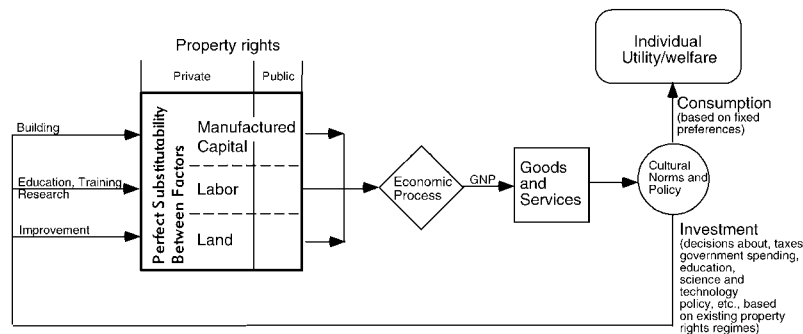 Property rights
Private
Public
Building
Education, Training,
Research
Improvement
Perfect Substitutability
Between Factors
Manufactured
Capital
Labor
Land
Economic
Process
GNP
Goods
and
Services
Cultural
Norms and
Policy
Individual
Utility/welfare
Consumption
(based on fixed
preferences)
Investment
(decisions about, taxes
government spending,
education,
science and
technology
policy, etc., based
on existing property
rights regimes)